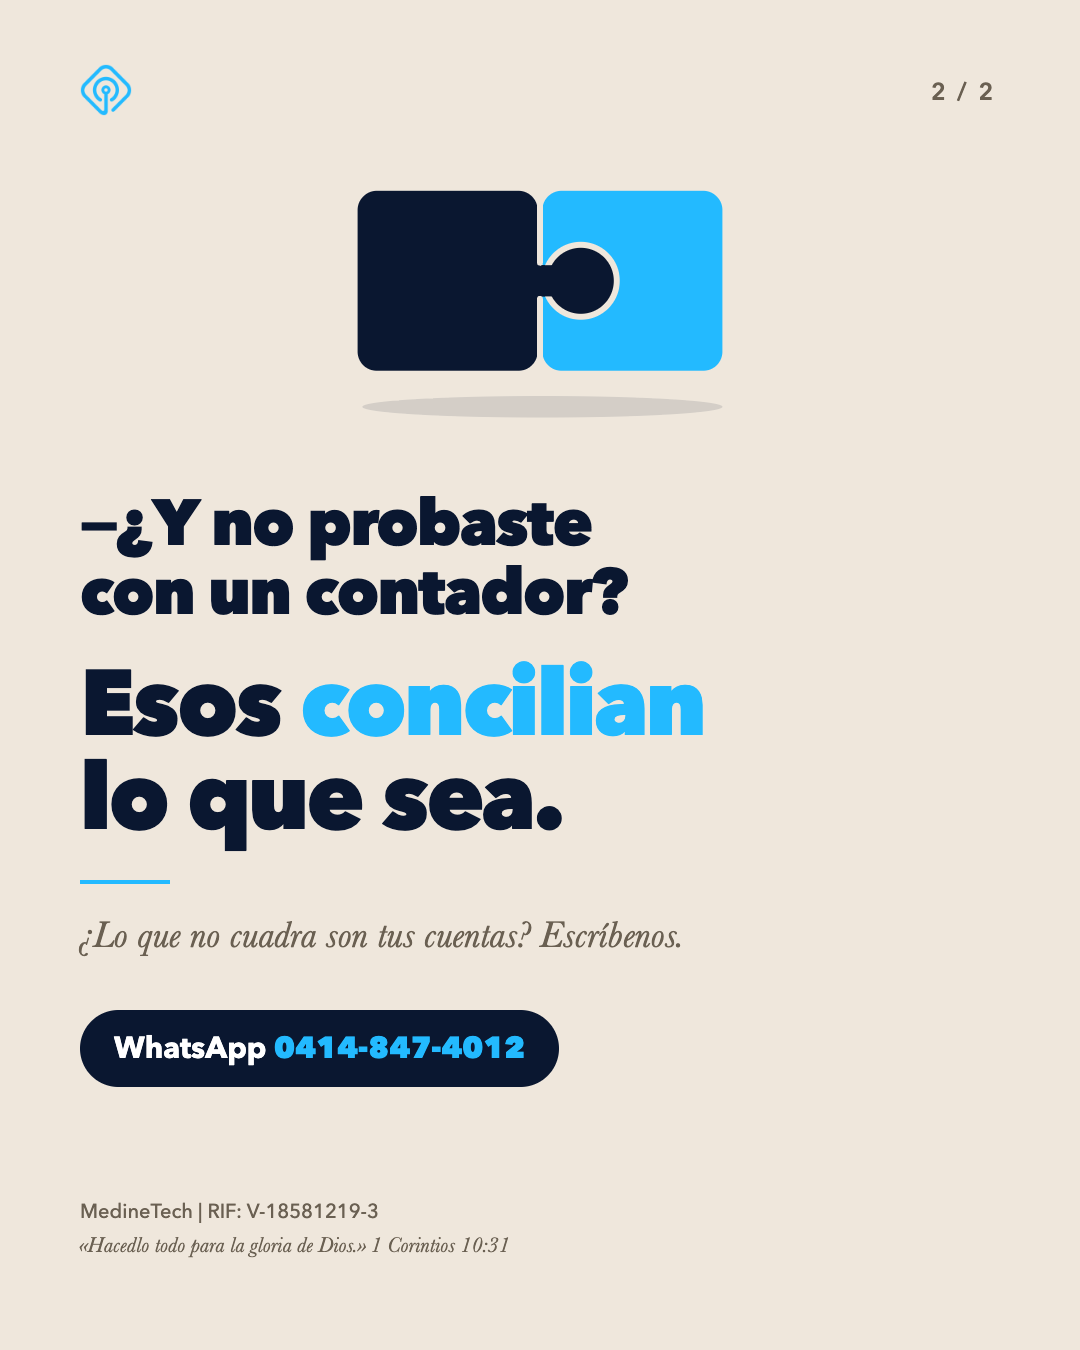 2 / 2
—¿Y no probaste
con un contador?
Esos concilian
lo que sea.
¿Lo que no cuadra son tus cuentas? Escríbenos.
WhatsApp 0414-847-4012
MedineTech | RIF: V-18581219-3
«Hacedlo todo para la gloria de Dios.» 1 Corintios 10:31